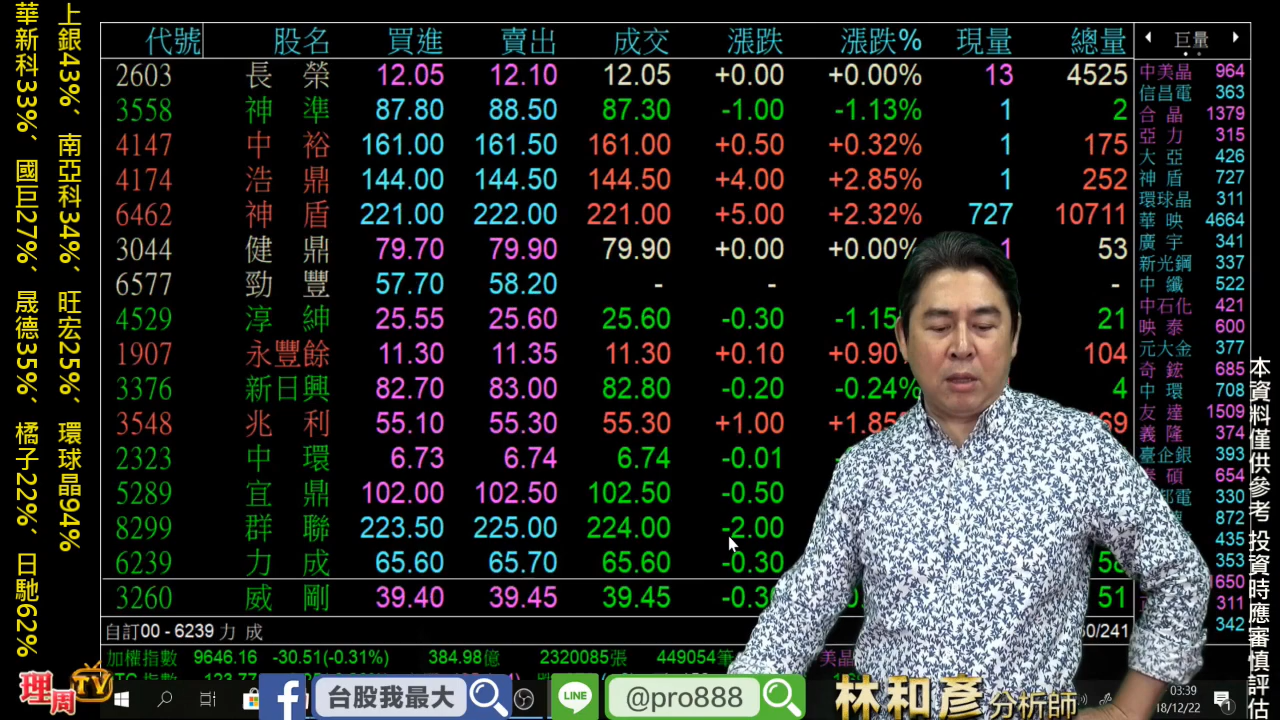 上銀43%、南亞科34%、旺宏25%、環球晶94%
華新科33%、國巨27%、晟德35%、橘子22%、日馳62%
代號 股名 買進 賣出 成交 漲跌 漲跌% 現量 總量
2603 長榮 12.05 12.10 12.05 +0.00 +0.00% 13 4525
3558 神準 87.80 88.50 87.30 -1.00 -1.13% 1 2
4147 中裕 161.00 161.50 161.00 +0.50 +0.32% 1 175
4174 浩鼎 144.00 144.50 144.50 +4.00 +2.85% 1 252
6462 神盾 221.00 222.00 221.00 +5.00 +2.32% 727 10711
3044 健鼎 79.70 79.90 79.90 +0.00 +0.00% 1 53
6577 勁豐 57.70 58.20 - - -
4529 淳紳 25.55 25.60 25.60 -0.30 -1.15 21
1907 永豐餘 11.30 11.35 11.30 +0.10 +0.90 104
3376 新日興 82.70 83.00 82.80 -0.20 -0.24% 4
3548 兆利 55.10 55.30 55.30 +1.00 +1.85
2323 中環 6.73 6.74 6.74 -0.01
5289 宜鼎 102.00 102.50 102.50 -0.50
8299 群聯 223.50 225.00 224.00 -2.00
6239 力成 65.60 65.70 65.60 -0.30
3260 威剛 39.40 39.45 39.45 51
自訂00 - 6239 力成 /241
加權指數 9646.16 -30.51(-0.31%) 384.98億 2320085張 449054筆
巨量
中美晶 964
信昌電 363
合晶 1379
亞力 315
大亞 426
神盾 727
環球晶 311
華映 4664
廣宇 341
新光鋼 337
中纖 522
中石化 421
映泰 600
元大金 377
奇鋐 685
中環 708
友達 1509
義隆 374
臺企銀 393
654
330
872
435
353
1650
311
342
本資料僅供參考 投資時應審慎評估
理周TV
台股我最大
LINE
@pro888
林和彥 分析師
03:39
18/12/22